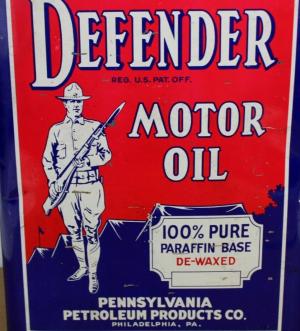 DEFENDER
REG. U.S. PAT. OFF.
MOTOR
OIL
100% PURE
PARAFFIN BASE
DE-WAXED
PENNSYLVANIA
PETROLEUM PRODUCTS CO.
PHILADELPHIA, PA.